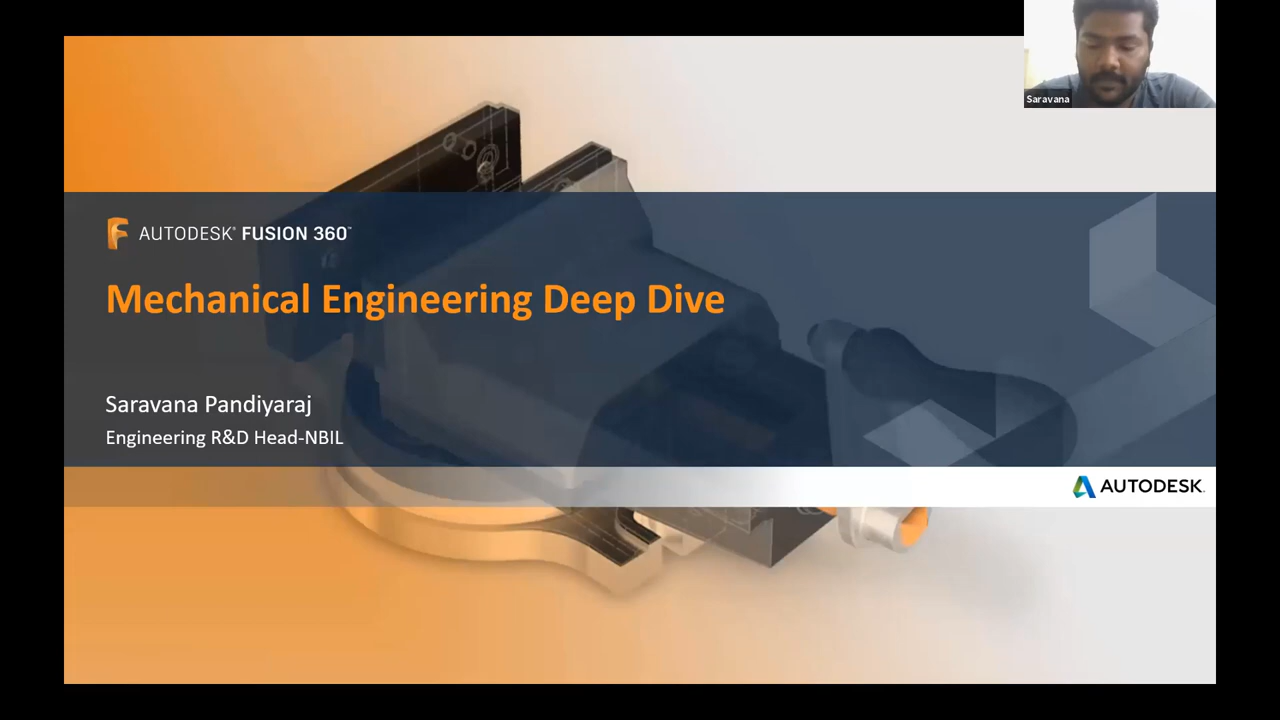 Saravana
AUTODESK® FUSION 360™
Mechanical Engineering Deep Dive
Saravana Pandiyaraj
Engineering R&D Head-NBIL
AUTODESK.